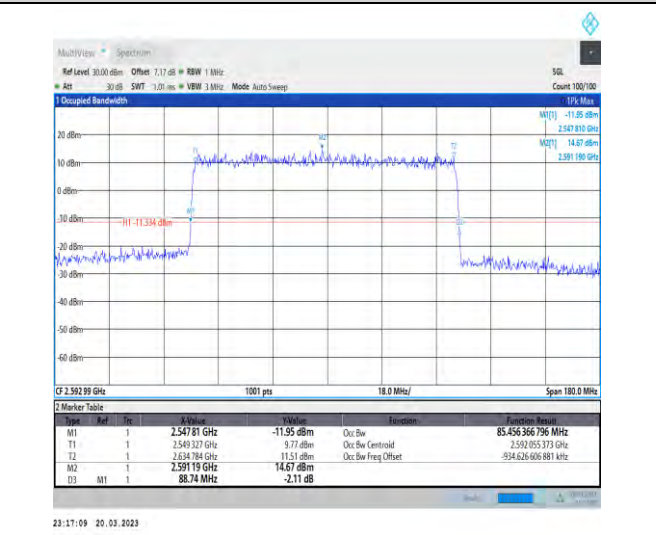 MultiView Spectrum
Ref Level 30.00 dBm Offset 7.17 dB RBW 1 MHz SGL
Att 30 dB SWT 1.01 ms VBW 3 MHz Mode Auto Sweep Count 100/100
1 Occupied Bandwidth 1Pk Max
M1[1] -11.95 dBm
2.547 810 GHz
20 dBm
M2[1] 14.67 dBm
2.591 190 GHz
M2
T1
T2
10 dBm
0 dBm
M1
-10 dBm
H1 -11.334 dBm
D3
-20 dBm
-30 dBm
-40 dBm
-50 dBm
-60 dBm
CF 2.592 99 GHz 1001 pts 18.0 MHz/ Span 180.0 MHz
2 Marker Table
Type Ref Trc X-Value Y-Value Function Function Result
M1 1 2.547 81 GHz -11.95 dBm Occ Bw 85.456 366 796 MHz
T1 1 2.549 327 GHz 9.77 dBm Occ Bw Centroid 2.592 055 373 GHz
T2 1 2.634 784 GHz 11.51 dBm Occ Bw Freq Offset -934.626 606 881 kHz
M2 1 2.591 19 GHz 14.67 dBm
D3 M1 1 88.74 MHz -2.11 dB
23:17:09 20.03.2023